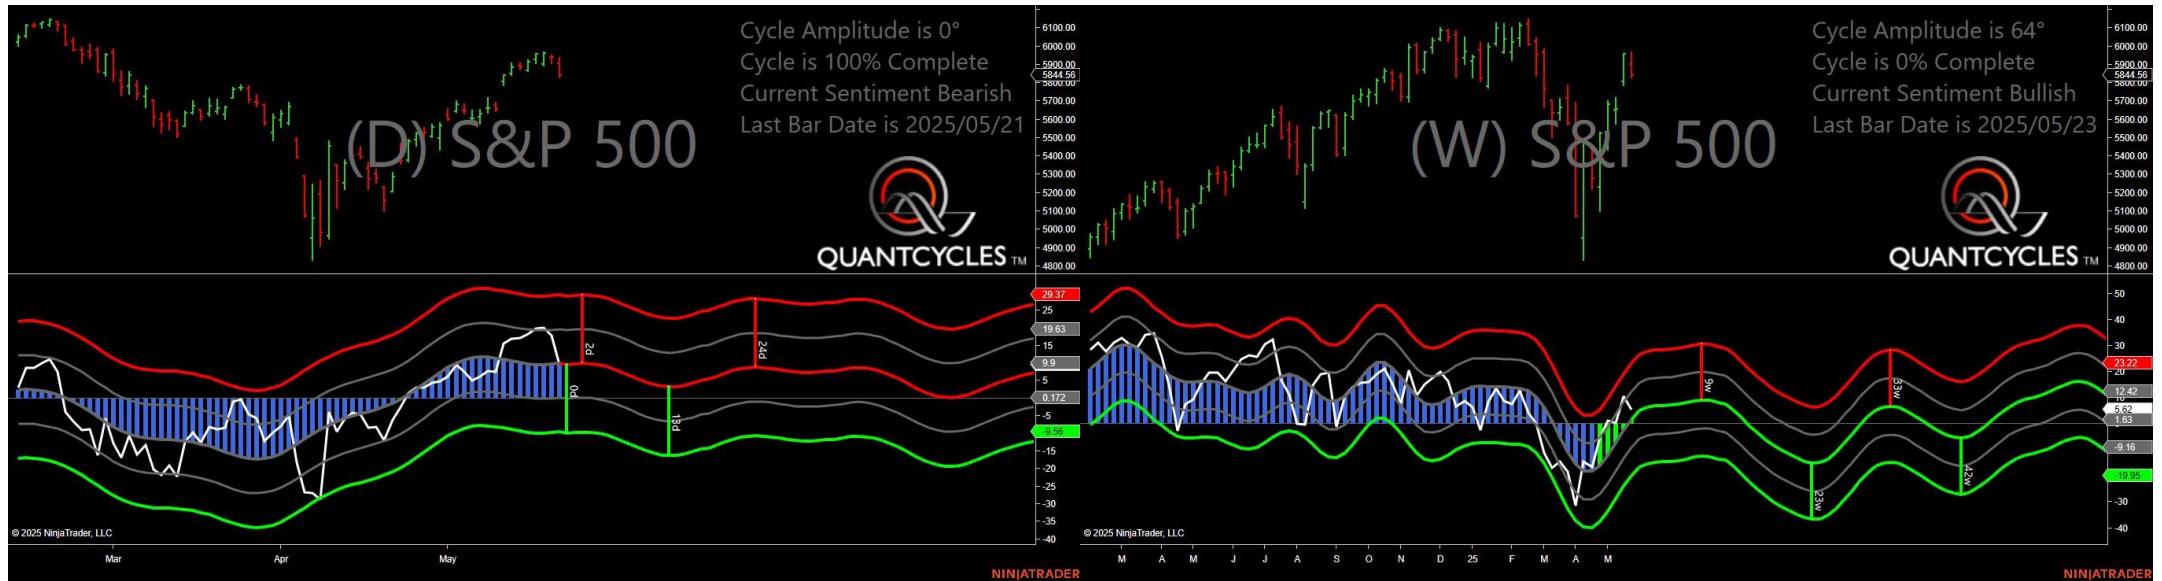 Cycle Amplitude is 0°
Cycle is 100% Complete
Current Sentiment Bearish
Last Bar Date is 2025/05/21
(D) S&P 500
QUANTCYCLES TM
6100.00
6000.00
5900.00
5844.56
5800.00
5700.00
5600.00
5500.00
5400.00
5300.00
5200.00
5100.00
5000.00
4900.00
4800.00
29.37
25
19.63
15
9.9
5
0.172
-5
-9.56
-15
-20
-25
-30
-35
-40
2d
0d
13d
24d
© 2025 NinjaTrader, LLC
Mar
Apr
May
NINJATRADER
Cycle Amplitude is 64°
Cycle is 0% Complete
Current Sentiment Bullish
Last Bar Date is 2025/05/23
(W) S&P 500
QUANTCYCLES TM
6100.00
6000.00
5900.00
5844.56
5800.00
5700.00
5600.00
5500.00
5400.00
5300.00
5200.00
5100.00
5000.00
4900.00
4800.00
50
40
30
23.22
20
12.42
10
5.62
1.63
-9.16
-19.95
-30
-40
9w
23w
33w
42w
© 2025 NinjaTrader, LLC
M A M J J A S O N D 25 F M A M
NINJATRADER